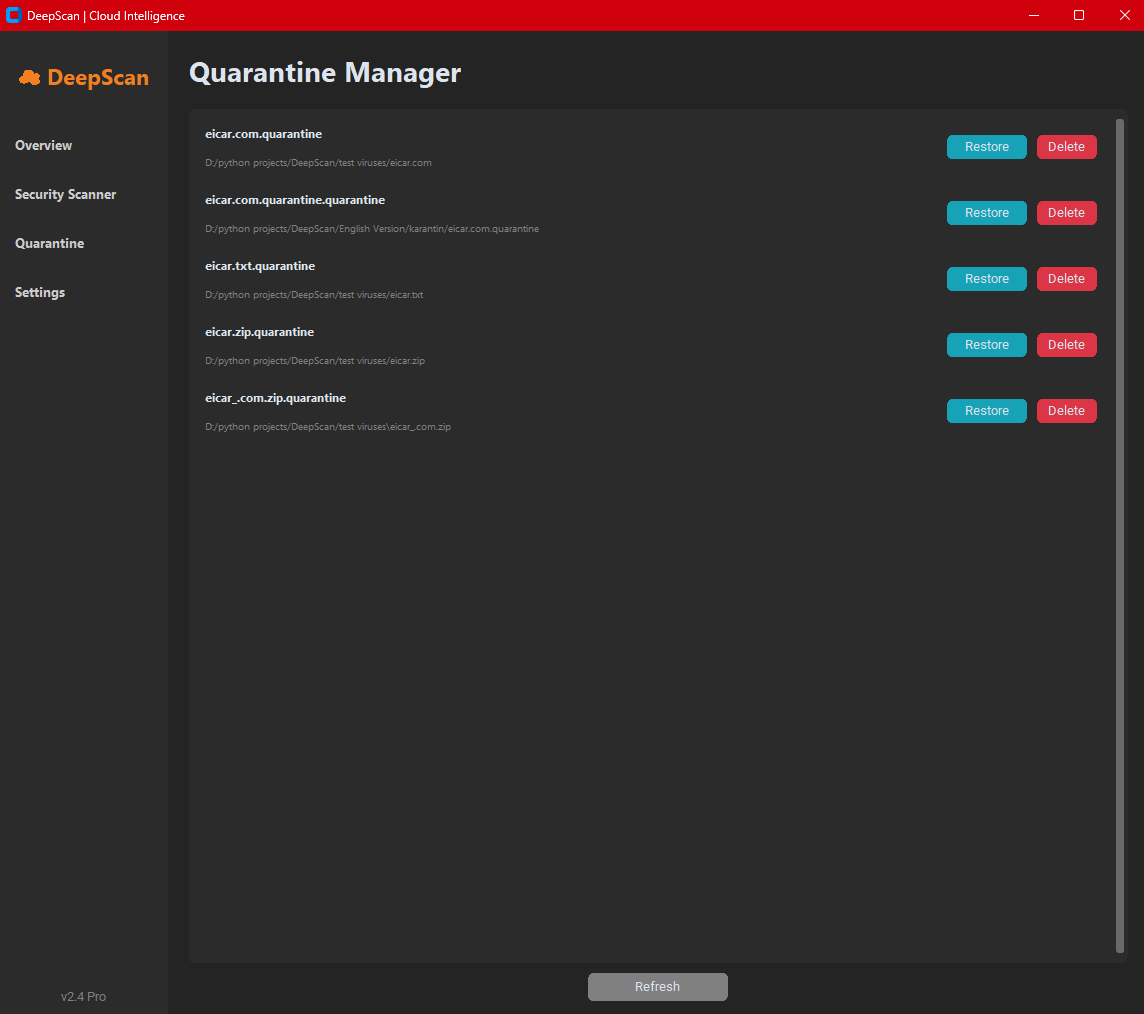 DeepScan | Cloud Intelligence
DeepScan
Overview
Security Scanner
Quarantine
Settings
v2.4 Pro
Quarantine Manager
eicar.com.quarantine
D:/python projects/DeepScan/test viruses/eicar.com
Restore Delete
eicar.com.quarantine.quarantine
D:/python projects/DeepScan/English Version/karantin/eicar.com.quarantine
Restore Delete
eicar.txt.quarantine
D:/python projects/DeepScan/test viruses/eicar.txt
Restore Delete
eicar.zip.quarantine
D:/python projects/DeepScan/test viruses/eicar.zip
Restore Delete
eicar_.com.zip.quarantine
D:/python projects/DeepScan/test viruses\eicar_.com.zip
Restore Delete
Refresh